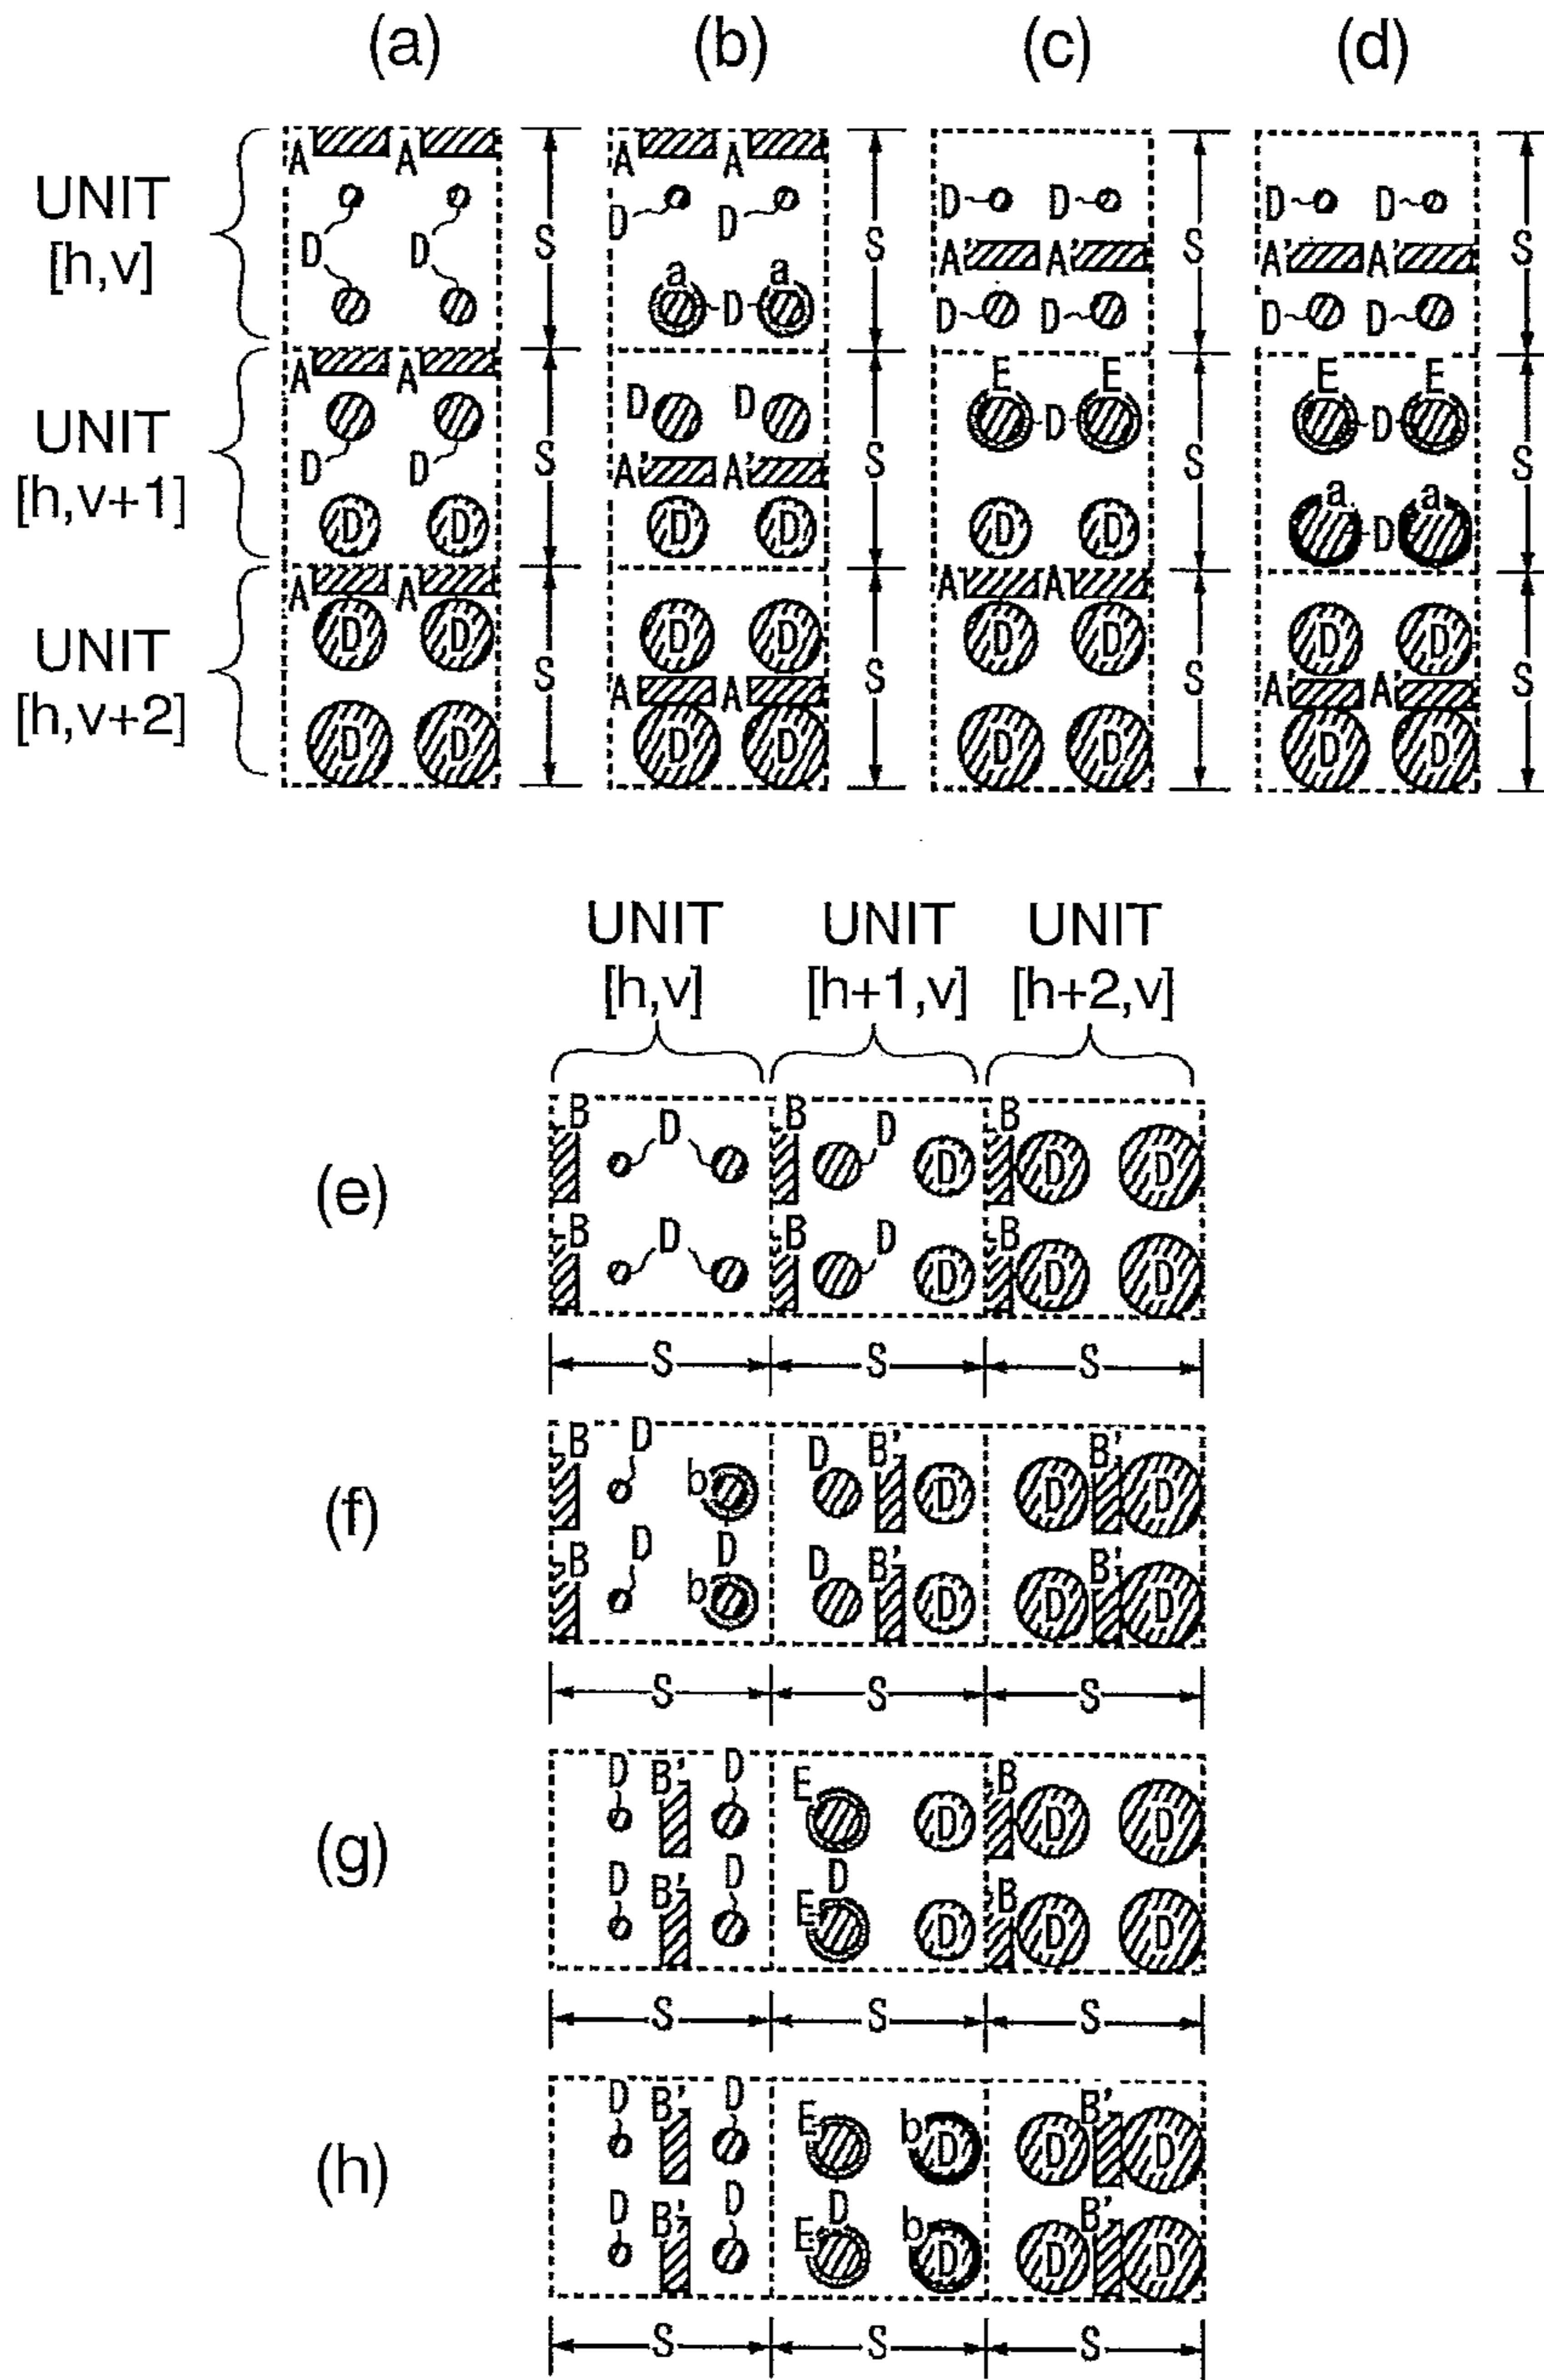 (a) (b) (c) (d)
UNIT
[h,v]
A A
D D
S
A A
D D
a a
D
S
D D
A' A'
D D
S
D D
A' A'
D D
S
UNIT
[h,v+1]
A A
D D
D D
S
D D
A' A'
D D
S
E E
D
D D
S
E E
D
a a
D
S
UNIT
[h,v+2]
A A
D D
D D
S
D D
A' A'
D D
S
A A
D D
D D
S
D D
A' A'
D D
S
UNIT UNIT UNIT
[h,v] [h+1,v] [h+2,v]
(e)
B D B D D B D D
B D B D D B D D
S S S
(f)
B D b D B' D D B' D
B D D b D B' D D B' D
S S S
(g)
D B' D E D B D D
D B' D D E D B D D
S S S
(h)
D B' D E b D D B' D
D B' D D E b D D B' D
S S S